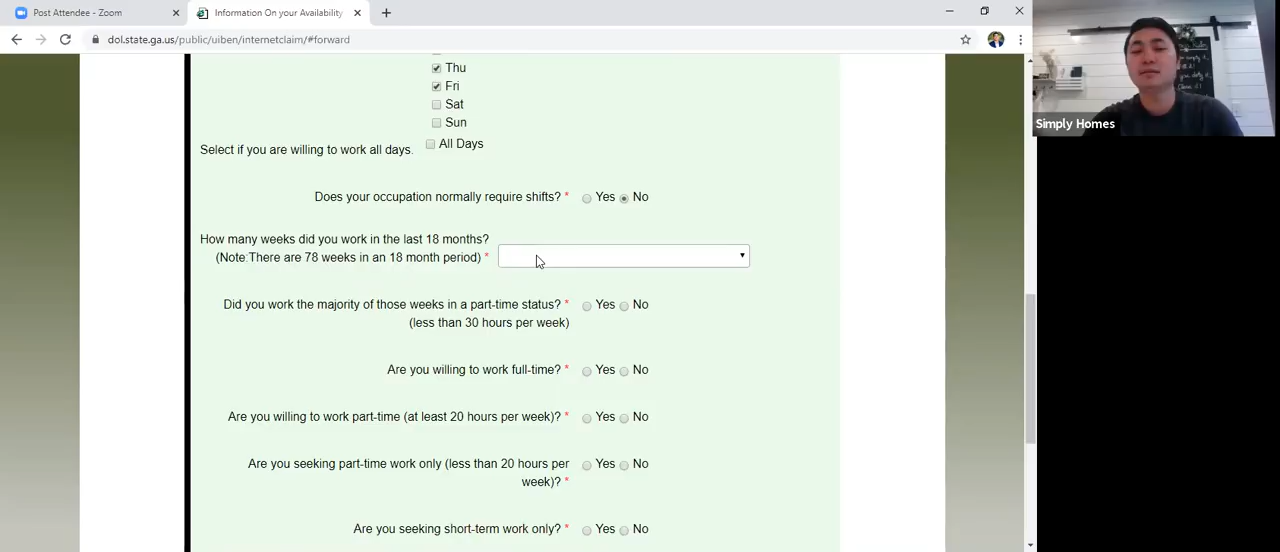 Post Attendee - Zoom
Information On your Availability
dol.state.ga.us/public/uiben/internetclaim/#forward
Thu
Fri
Sat
Sun
Select if you are willing to work all days. All Days
Does your occupation normally require shifts? * Yes No
How many weeks did you work in the last 18 months?
(Note:There are 78 weeks in an 18 month period) *
Did you work the majority of those weeks in a part-time status? * Yes No
(less than 30 hours per week)
Are you willing to work full-time? * Yes No
Are you willing to work part-time (at least 20 hours per week)? * Yes No
Are you seeking part-time work only (less than 20 hours per Yes No
week)? *
Are you seeking short-term work only? * Yes No
Simply Homes